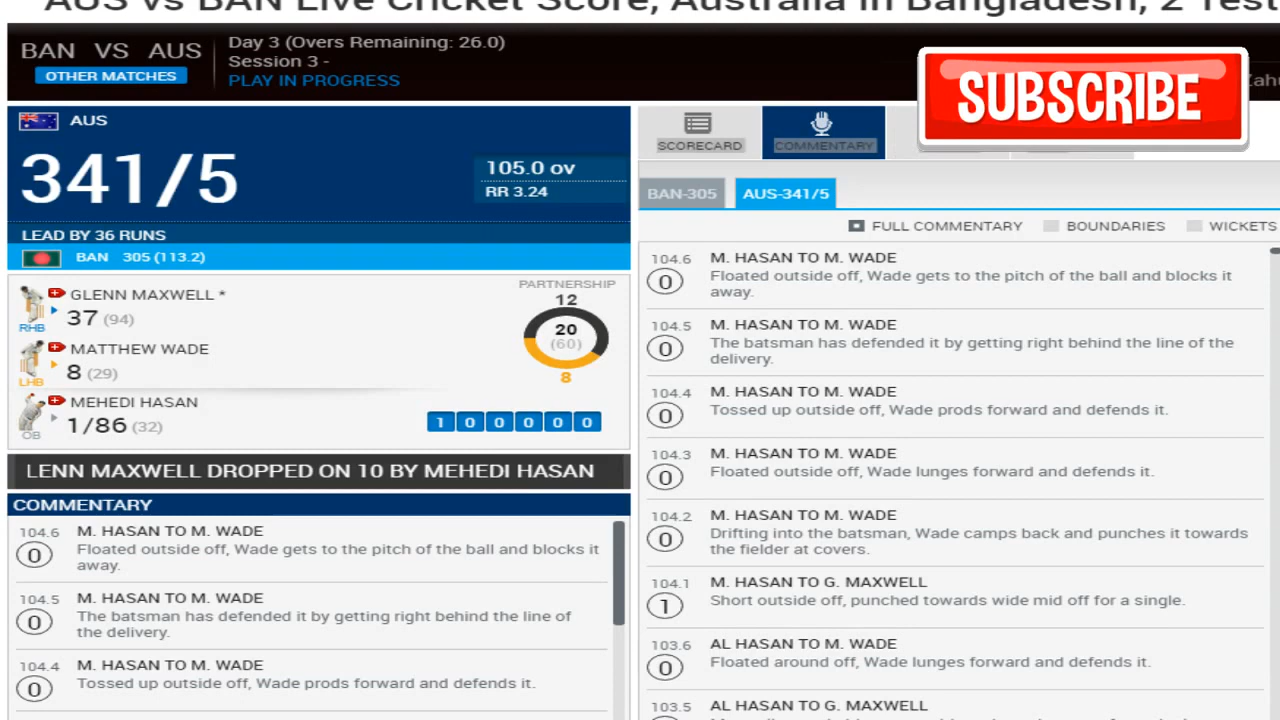 AUS vs BAN Live Cricket Score, Australia in Bangladesh, 2 Test
BAN VS AUS
OTHER MATCHES
Day 3 (Overs Remaining: 26.0)
Session 3 -
PLAY IN PROGRESS
SUBSCRIBE
AUS
341/5
105.0 ov
RR 3.24
LEAD BY 36 RUNS
BAN 305 (113.2)
GLENN MAXWELL *
37 (94)
RHB
MATTHEW WADE
8 (29)
LHB
MEHEDI HASAN
1/86 (32)
OB
PARTNERSHIP
12
20
(60)
8
1 0 0 0 0 0
LENN MAXWELL DROPPED ON 10 BY MEHEDI HASAN
COMMENTARY
104.6 M. HASAN TO M. WADE
0 Floated outside off, Wade gets to the pitch of the ball and blocks it
away.
104.5 M. HASAN TO M. WADE
0 The batsman has defended it by getting right behind the line of
the delivery.
104.4 M. HASAN TO M. WADE
0 Tossed up outside off, Wade prods forward and defends it.
SCORECARD
COMMENTARY
BAN-305
AUS-341/5
FULL COMMENTARY
BOUNDARIES
WICKETS
104.6 M. HASAN TO M. WADE
0 Floated outside off, Wade gets to the pitch of the ball and blocks it
away.
104.5 M. HASAN TO M. WADE
0 The batsman has defended it by getting right behind the line of the
delivery.
104.4 M. HASAN TO M. WADE
0 Tossed up outside off, Wade prods forward and defends it.
104.3 M. HASAN TO M. WADE
0 Floated outside off, Wade lunges forward and defends it.
104.2 M. HASAN TO M. WADE
0 Drifting into the batsman, Wade camps back and punches it towards
the fielder at covers.
104.1 M. HASAN TO G. MAXWELL
1 Short outside off, punched towards wide mid off for a single.
103.6 AL HASAN TO M. WADE
0 Floated around off, Wade lunges forward and defends it.
103.5 AL HASAN TO G. MAXWELL